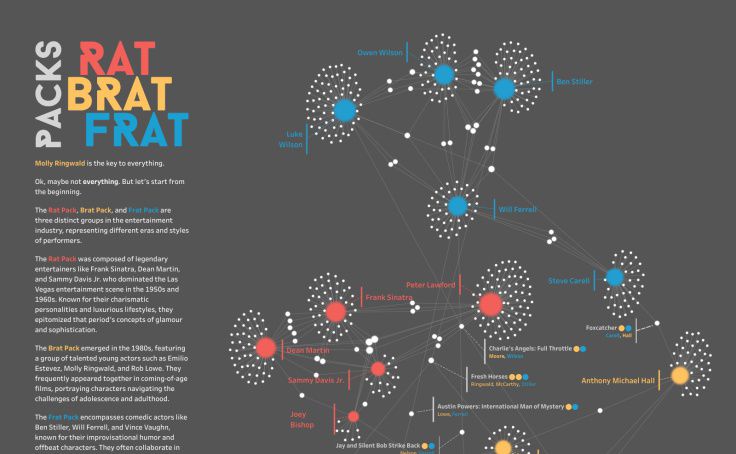 PACKS
RAT
BRAT
FRAT
Molly Ringwald is the key to everything.
Ok, maybe not everything. But let's start from
the beginning.
The Rat Pack, Brat Pack, and Frat Pack are
three distinct groups in the entertainment
industry, representing different eras and styles
of performers.
The Rat Pack was composed of legendary
entertainers like Frank Sinatra, Dean Martin,
and Sammy Davis Jr. who dominated the Las
Vegas entertainment scene in the 1950s and
1960s. Known for their charismatic
personalities and luxurious lifestyles, they
epitomized that period's concepts of glamour
and sophistication.
The Brat Pack emerged in the 1980s, featuring
a group of talented young actors such as Emilio
Estevez, Molly Ringwald, and Rob Lowe. They
frequently appeared together in coming-of-age
films, portraying characters navigating the
challenges of adolescence and adulthood.
The Frat Pack encompasses comedic actors like
Ben Stiller, Will Ferrell, and Vince Vaughn,
known for their improvisational humor and
offbeat characters. They often collaborate in
Owen Wilson
Ben Stiller
Luke
Wilson
Will Ferrell
Steve Carell
Peter Lawford
Frank Sinatra
Foxcatcher
Carell, Hall
Dean Martin
Charlie's Angels: Full Throttle
Moore, Wilson
Sammy Davis Jr.
Fresh Horses
Ringwald, McCarthy, Stiller
Anthony Michael Hall
Joey
Bishop
Austin Powers: International Man of Mystery
Lowe, Ferrell
Jay and Silent Bob Strike Back